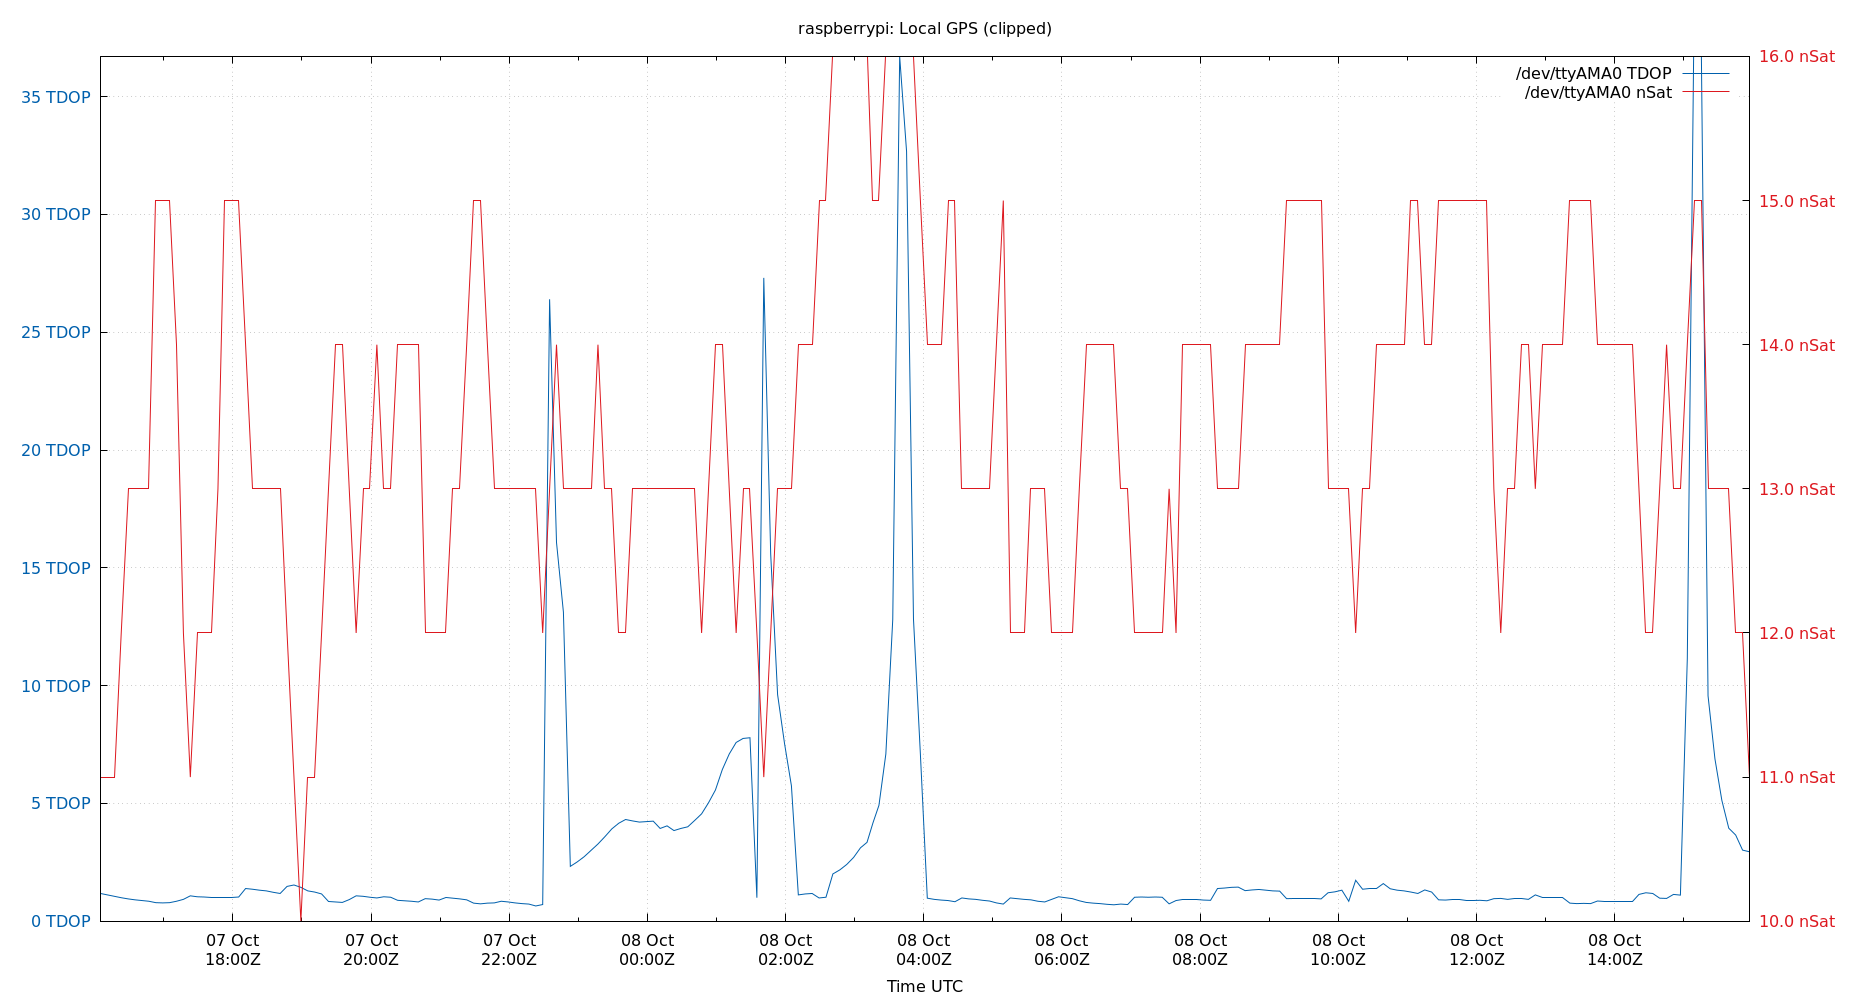 raspberrypi: Local GPS (clipped)
/dev/ttyAMA0 TDOP
/dev/ttyAMA0 nSat
35 TDOP
30 TDOP
25 TDOP
20 TDOP
15 TDOP
10 TDOP
5 TDOP
0 TDOP
16.0 nSat
15.0 nSat
14.0 nSat
13.0 nSat
12.0 nSat
11.0 nSat
10.0 nSat
07 Oct
18:00Z
07 Oct
20:00Z
07 Oct
22:00Z
08 Oct
00:00Z
08 Oct
02:00Z
08 Oct
04:00Z
08 Oct
06:00Z
08 Oct
08:00Z
08 Oct
10:00Z
08 Oct
12:00Z
08 Oct
14:00Z
Time UTC